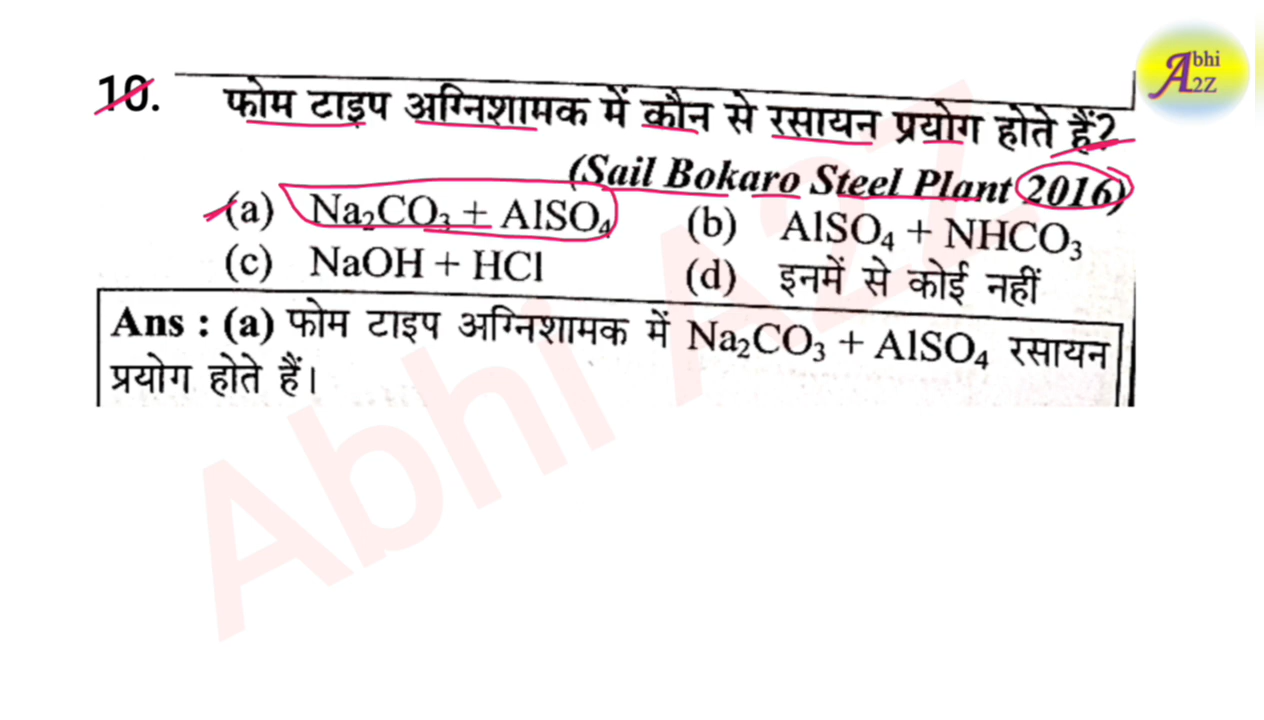 Abhi
A2Z
10. फोम टाइप अग्निशामक में कौन से रसायन प्रयोग होते हैं?
(Sail Bokaro Steel Plant 2016)
(a) Na₂CO₃ + AlSO₄ (b) AlSO₄ + NHCO₃
(c) NaOH + HCl (d) इनमें से कोई नहीं
Ans : (a) फोम टाइप अग्निशामक में Na₂CO₃ + AlSO₄ रसायन
प्रयोग होते हैं।
Abhi A2Z